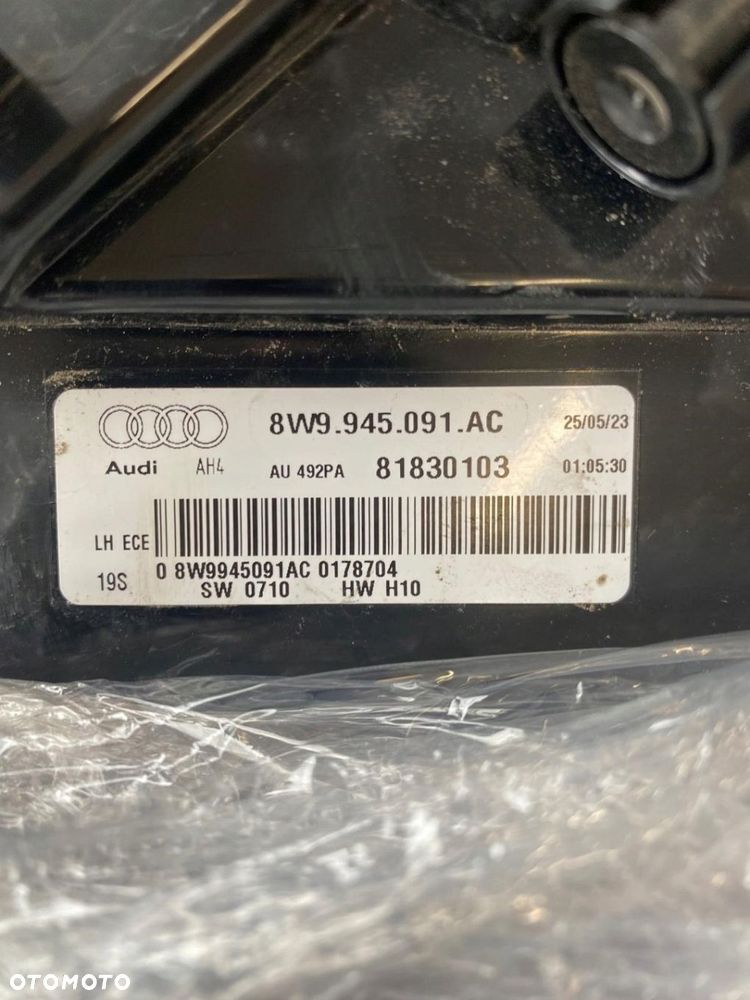 8W9.945.091.AC 25/05/23
Audi AH4 AU 492PA 81830103 01:05:30
LH ECE
19S 0 8W9945091AC 0178704
SW 0710 HW H10
OTOMOTO